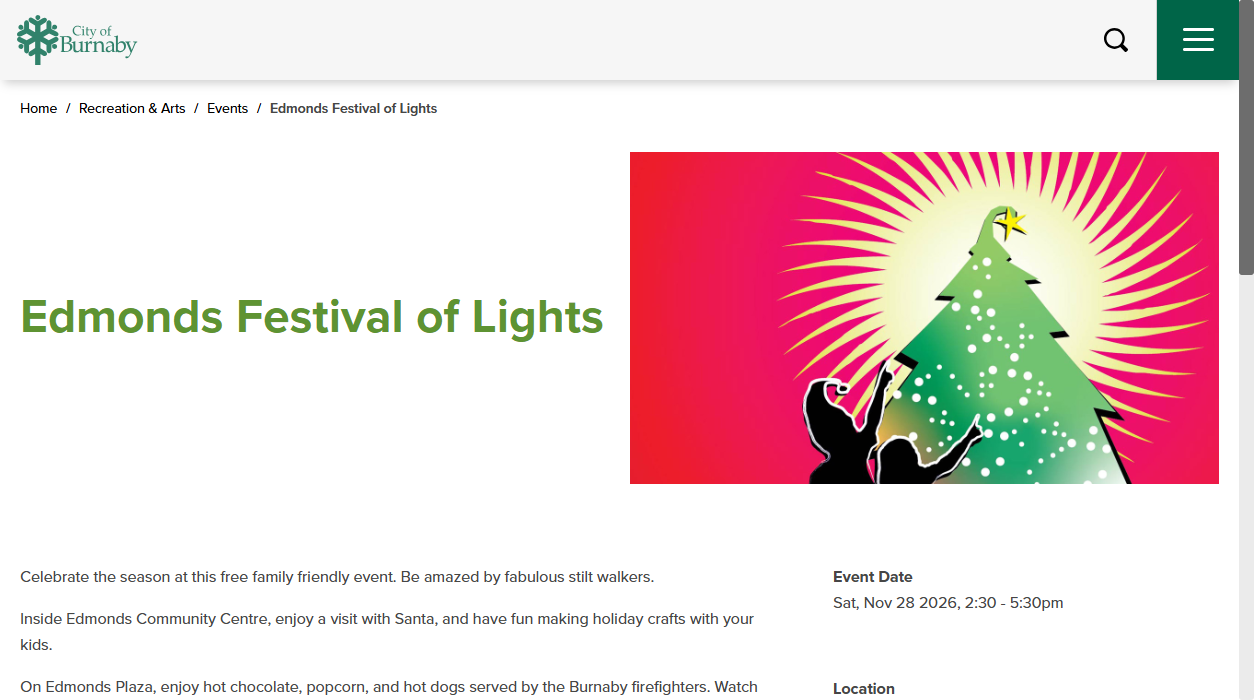 City of
Burnaby
Home / Recreation & Arts / Events / Edmonds Festival of Lights
Edmonds Festival of Lights
Celebrate the season at this free family friendly event. Be amazed by fabulous stilt walkers.
Inside Edmonds Community Centre, enjoy a visit with Santa, and have fun making holiday crafts with your
kids.
On Edmonds Plaza, enjoy hot chocolate, popcorn, and hot dogs served by the Burnaby firefighters. Watch
Event Date
Sat, Nov 28 2026, 2:30 - 5:30pm
Location